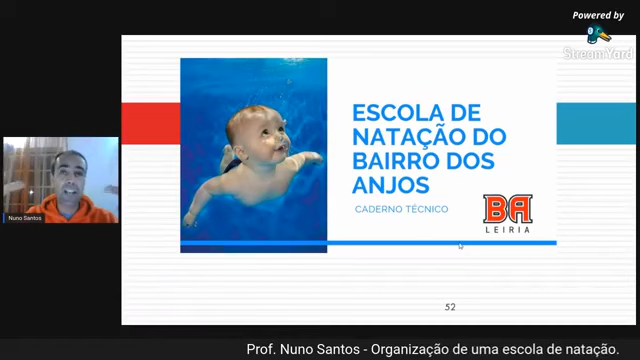 Powered by
StreamYard
ESCOLA DE
NATAÇÃO DO
BAIRRO DOS
ANJOS
CADERNO TÉCNICO
BA
LEIRIA
Nuno Santos
52
Prof. Nuno Santos - Organização de uma escola de natação.